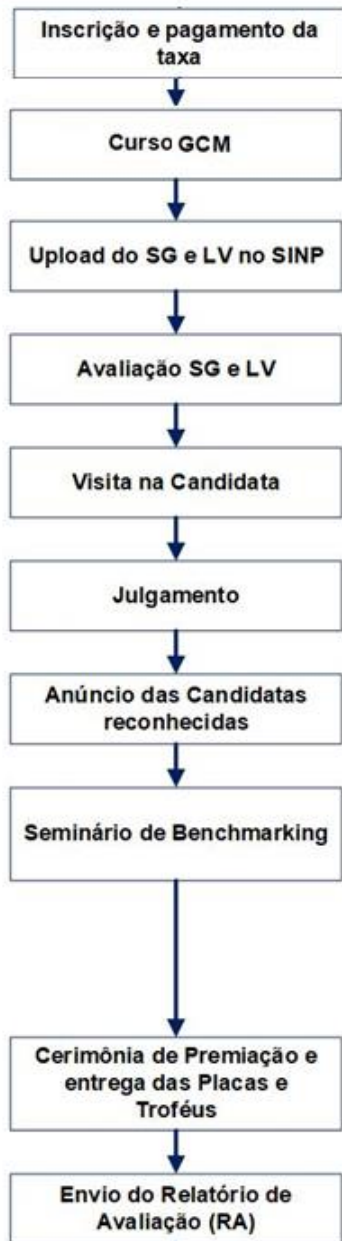 Inscrição e pagamento da
taxa
Curso GCM
Upload do SG e LV no SINP
Avaliação SG e LV
Visita na Candidata
Julgamento
Anúncio das Candidatas
reconhecidas
Seminário de Benchmarking
Cerimônia de Premiação e
entrega das Placas e
Troféus
Envio do Relatório de
Avaliação (RA)